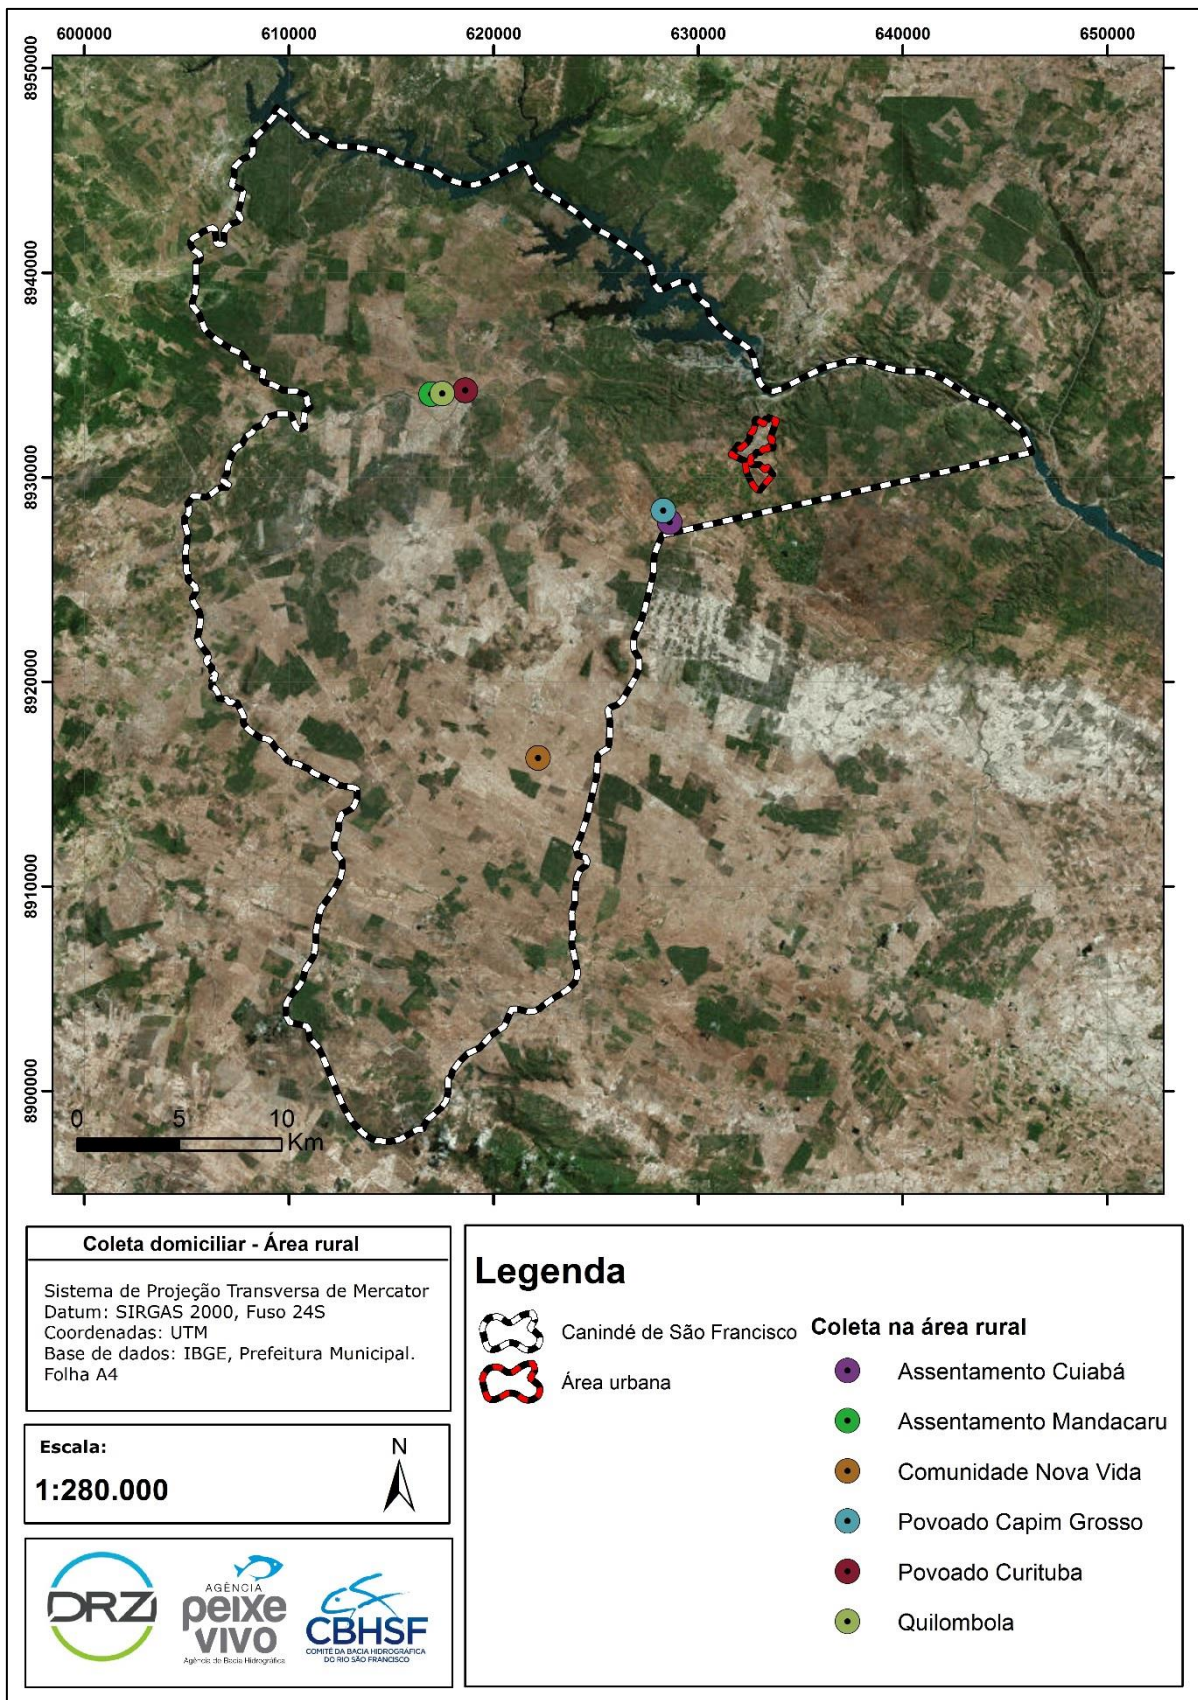 600000 610000 620000 630000 640000 650000
8950000
8940000
8930000
8920000
8910000
8900000
0 5 10
Km
Coleta domiciliar - Área rural
Sistema de Projeção Transversa de Mercator
Datum: SIRGAS 2000, Fuso 24S
Coordenadas: UTM
Base de dados: IBGE, Prefeitura Municipal.
Folha A4
Escala:
1:280.000
N
DRZ
AGÊNCIA
peixe
vivo
Agência de Bacia Hidrográfica
CBHSF
COMITÊ DA BACIA HIDROGRÁFICA
DO RIO SÃO FRANCISCO
Legenda
Canindé de São Francisco
Área urbana
Coleta na área rural
Assentamento Cuiabá
Assentamento Mandacaru
Comunidade Nova Vida
Povoado Capim Grosso
Povoado Curituba
Quilombola